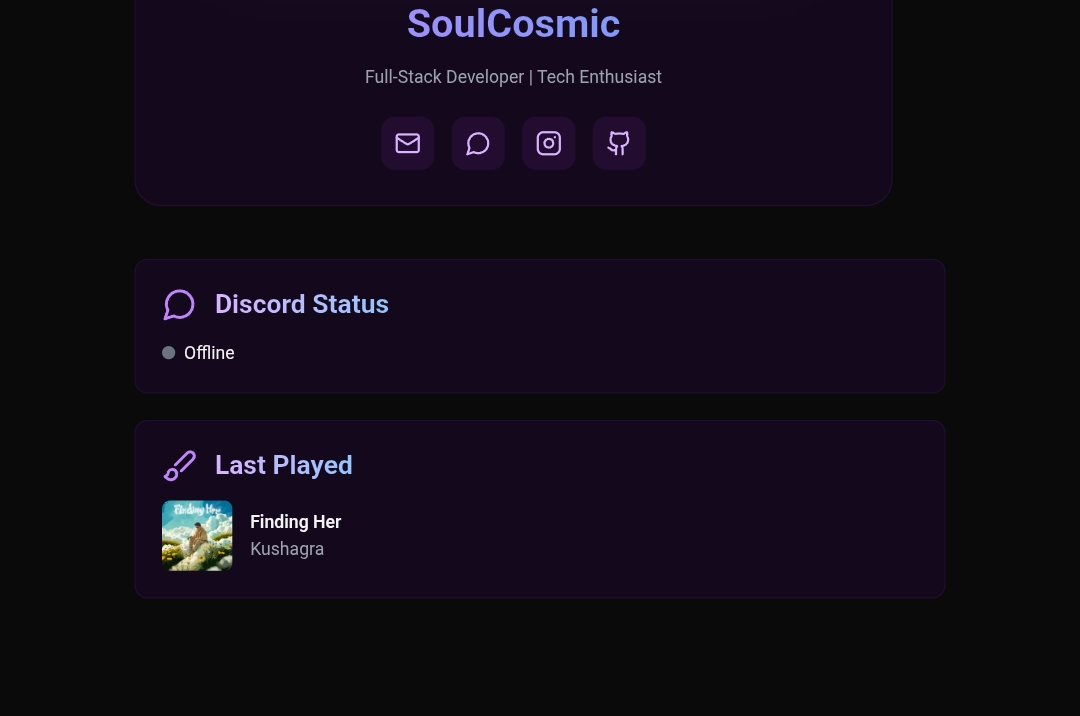 SoulCosmic
Full-Stack Developer | Tech Enthusiast
Discord Status
Offline
Last Played
Finding Her
Finding Her
Kushagra